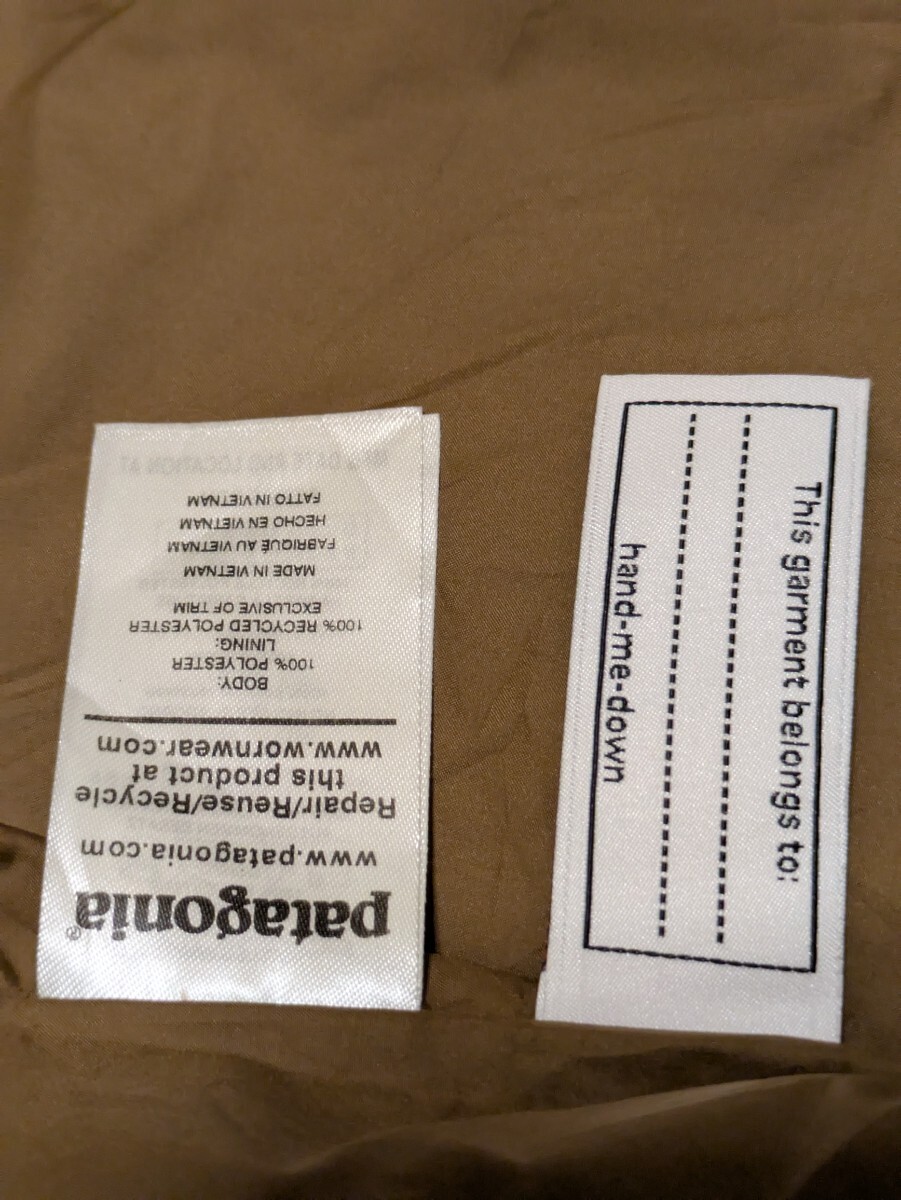 patagonia®
www.patagonia.com
Repair/Reuse/Recycle
this product at
www.wornwear.com
BODY:
100% POLYESTER
LINING:
100% RECYCLED POLYESTER
EXCLUSIVE OF TRIM
MADE IN VIETNAM
FABRIQUÉ AU VIETNAM
HECHO EN VIETNAM
FATTO IN VIETNAM
This garment belongs to:
hand-me-down